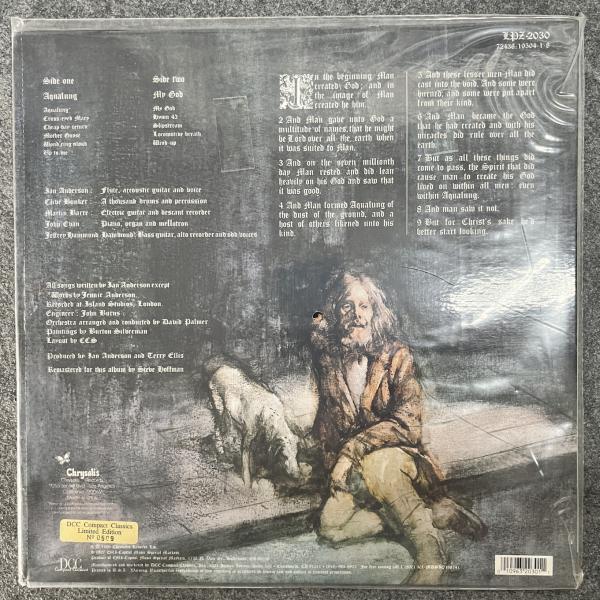 LPZ-2030
72438-19304-1-8
Side one
Aqualung
Aqualung*
Cross-eyed Mary
Cheap day return
Mother Goose
Wond'ring aloud
Up to me
Side two
My God
My God
Hymn 43
Slipstream
Locomotive breath
Wind-up
Ian Anderson: Flute, acoustic guitar and voice
Clive Bunker: A thousand drums and percussion
Martin Barre: Electric guitar and descant recorder
John Evan: Piano, organ and mellotron
Jeffrey Hammond-Hammond: Bass guitar, alto recorder and odd voices
All songs written by Ian Anderson except
*Words by Jennie Anderson.
Recorded at Island Studios, London.
Engineer: John Burns
Orchestra arranged and conducted by David Palmer
Paintings by Burton Silverman
Layout by CCS
Produced by Ian Anderson and Terry Ellis
Remastered for this album by Steve Hoffman
In the beginning Man
created God; and in
the image of Man
created he him.
2 And Man gave unto God a
multitude of names, that he might
be Lord over all the earth when
it was suited to Man.
3 And on the seven millionth
day Man rested and did lean
heavily on his God and saw that
it was good.
4 And Man formed Aqualung of
the dust of the ground, and a
host of others likened unto his
kind.
5 And these lesser men Man did
cast into the void. And some were
burned; and some were put apart
from their kind.
6 And Man became the God
that he had created and with his
miracles did rule over all the
earth.
7 But as all these things did
come to pass, the Spirit that did
cause man to create his God
lived on within all men: even
within Aqualung.
8 And man saw it not.
9 But for Christ's sake he'd
better start looking.
Chrysalis
Records
DCC Compact Classics
Limited Edition
Nº 0509
DCC